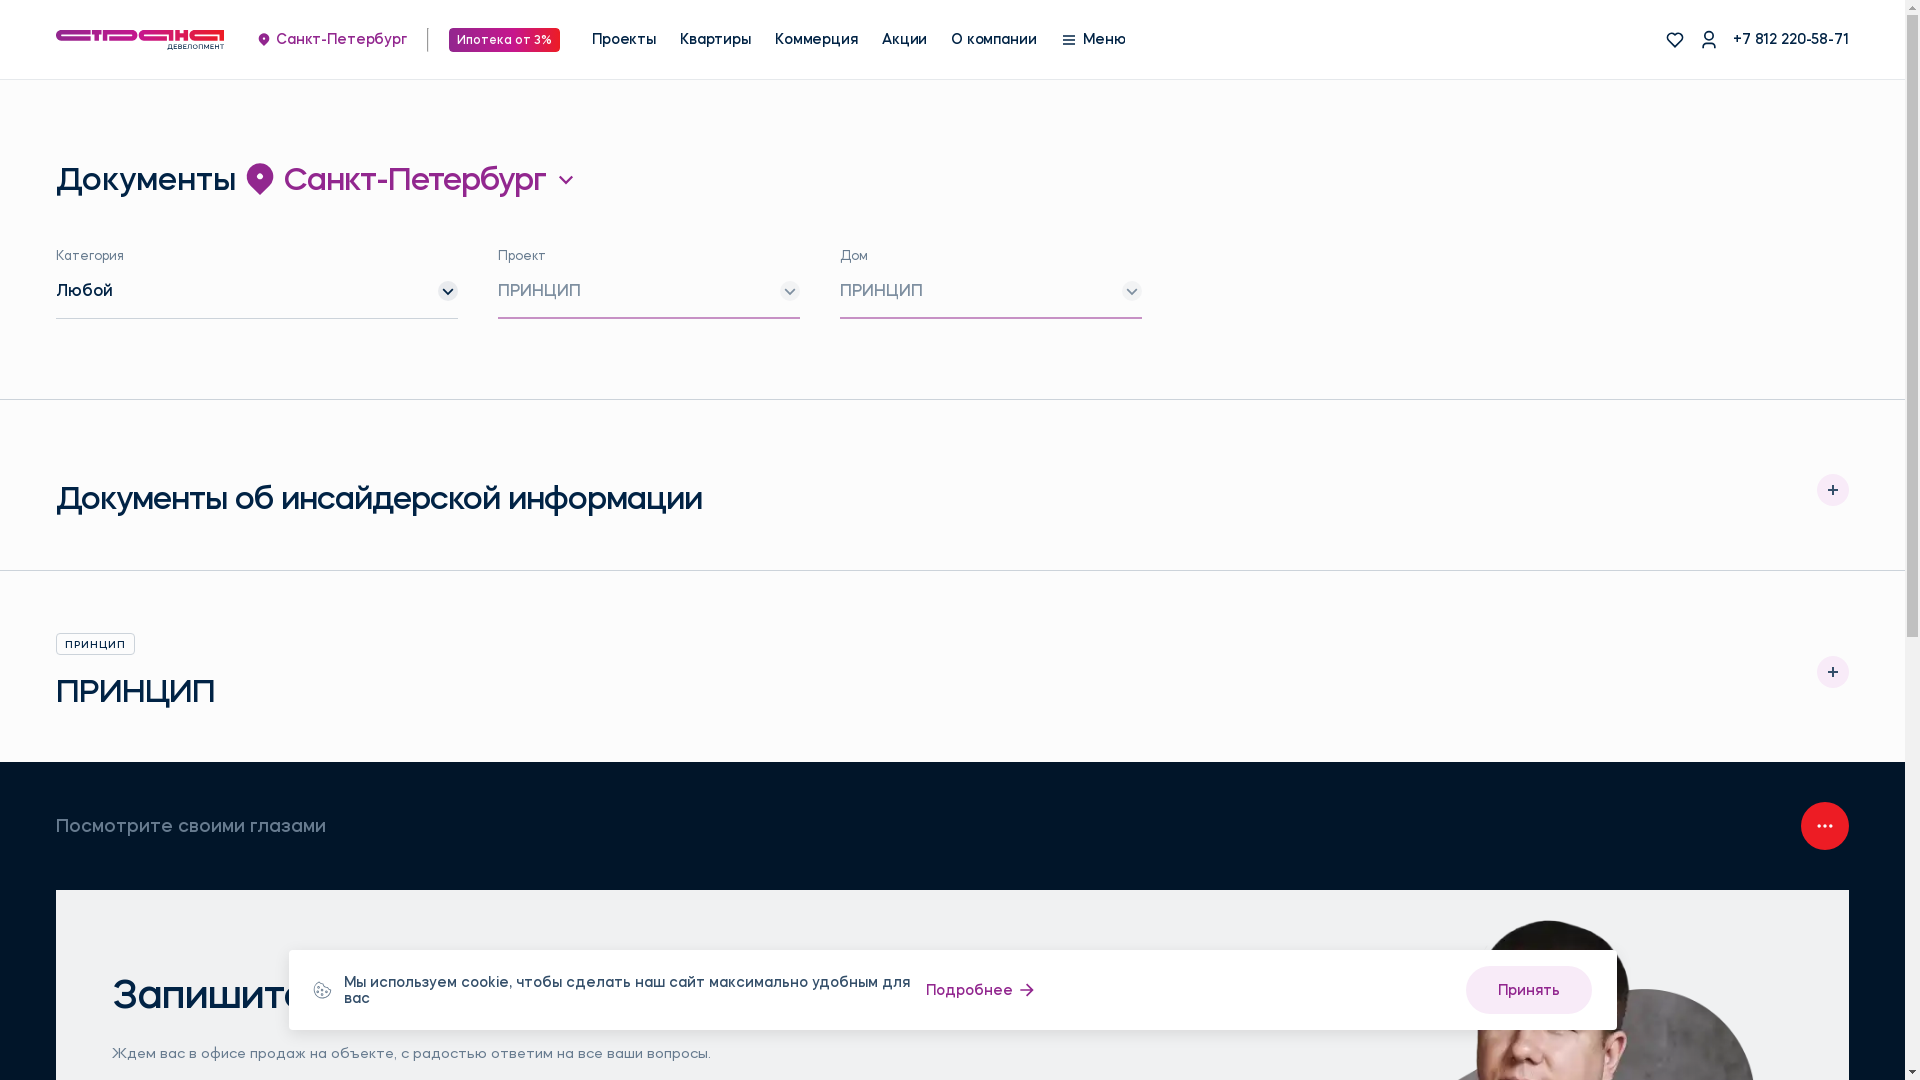 страна
ДЕВЕЛОПМЕНТ
Санкт-Петербург
Ипотека от 3%
Проекты
Квартиры
Коммерция
Акции
О компании
Меню
+7 812 220-58-71
Документы Санкт-Петербург
Категория
Любой
Проект
ПРИНЦИП
Дом
ПРИНЦИП
Документы об инсайдерской информации
ПРИНЦИП
ПРИНЦИП
Посмотрите своими глазами
Мы используем cookie, чтобы сделать наш сайт максимально удобным для
вас
Подробнее
Принять
Ждем вас в офисе продаж на объекте, с радостью ответим на все ваши вопросы.